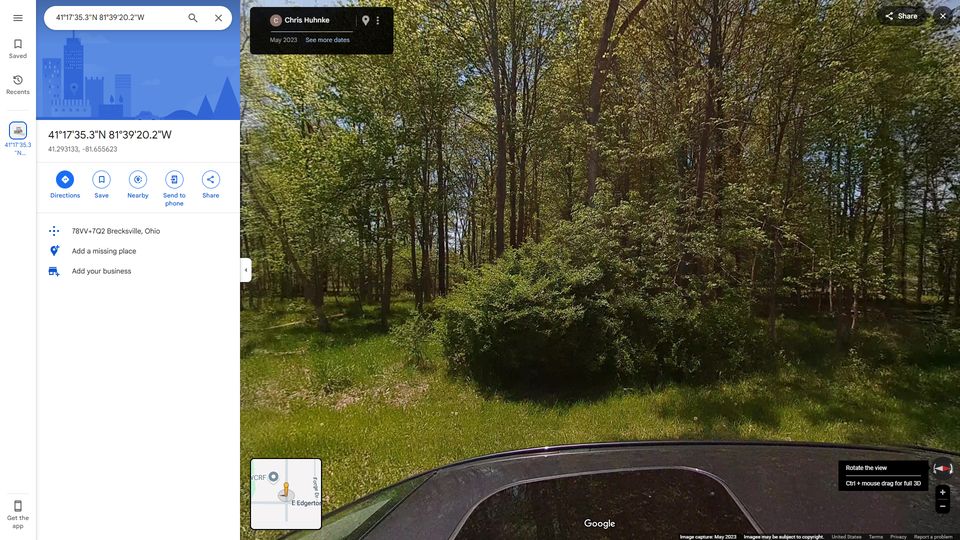 41°17'35.3"N 81°39'20.2"W
Saved
Recents
41°17'35.3
"N...
Get the
app
41°17'35.3"N 81°39'20.2"W
41.293133, -81.655623
Directions
Save
Nearby
Send to
phone
Share
78VV+7Q2 Brecksville, Ohio
Add a missing place
Add your business
C
Chris Huhnke
May 2023
See more dates
Share
VCRF
Forge Dr
E Edgerton
Rotate the view
Ctrl + mouse drag for full 3D
Google
Image capture: May 2023 Images may be subject to copyright. United States Terms Privacy Report a problem